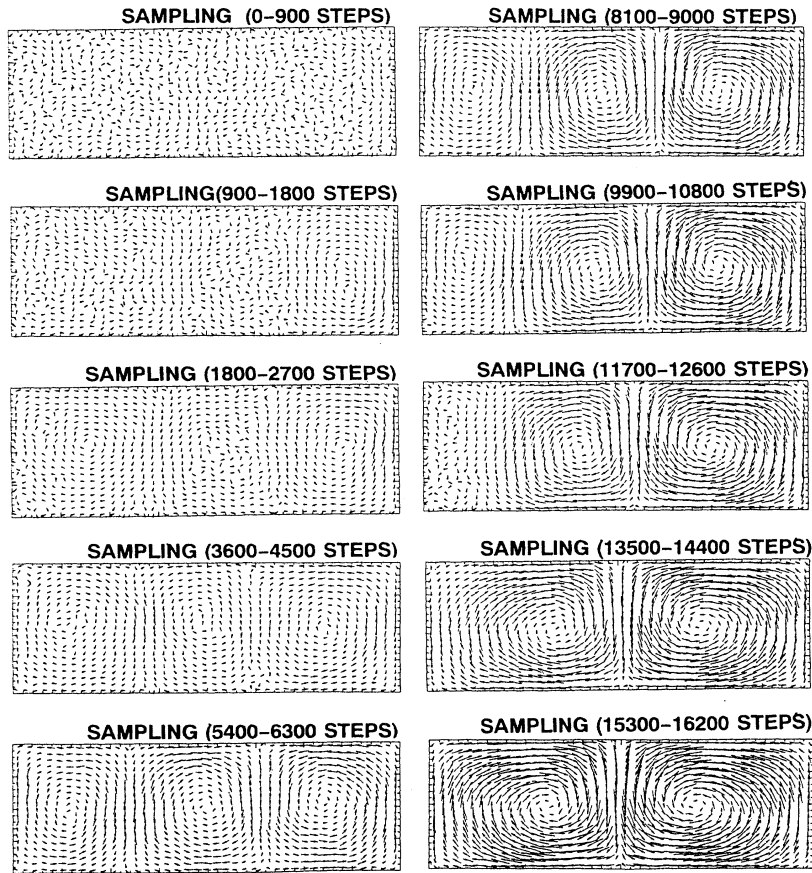 SAMPLING (0–900 STEPS)
SAMPLING(900–1800 STEPS)
SAMPLING (1800–2700 STEPS)
SAMPLING (3600–4500 STEPS)
SAMPLING (5400–6300 STEPS)
SAMPLING (8100–9000 STEPS)
SAMPLING (9900–10800 STEPS)
SAMPLING (11700–12600 STEPS)
SAMPLING (13500–14400 STEPS)
SAMPLING (15300–16200 STEPS)